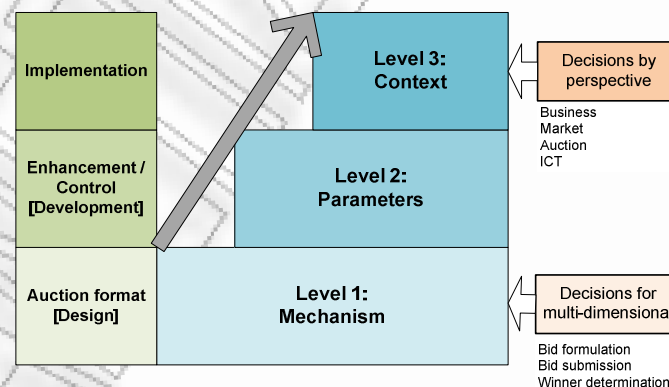 Implementation
Level 3:
Context
Decisions by
perspective
Business
Market
Auction
ICT
Enhancement /
Control
[Development]
Level 2:
Parameters
Auction format
[Design]
Level 1:
Mechanism
Decisions for
multi-dimensiona
Bid formulation
Bid submission
Winner determination